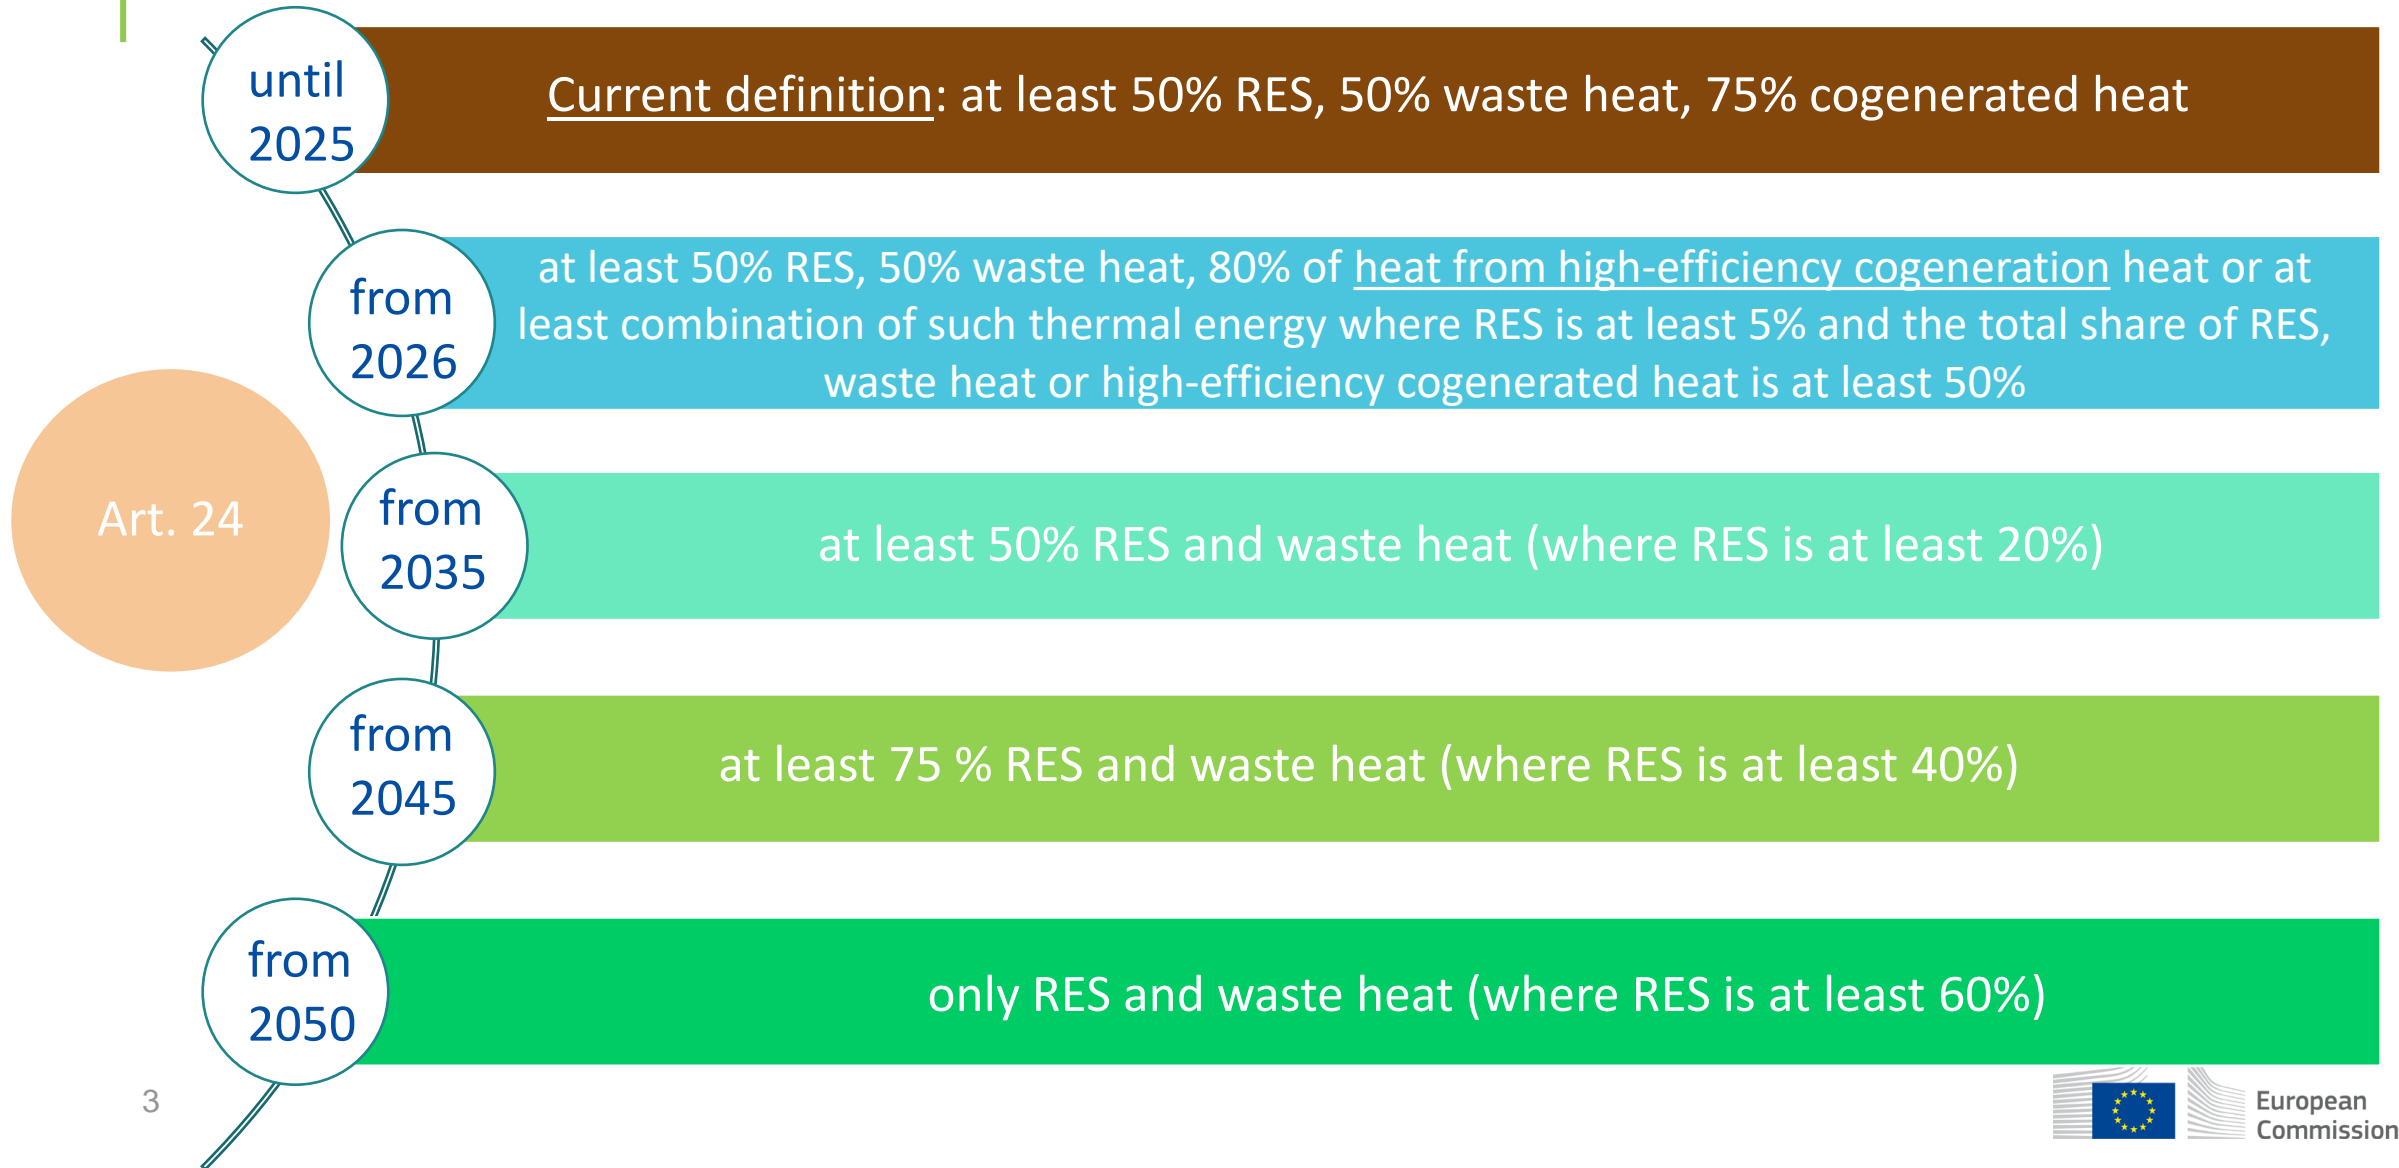 until
2025
Current definition: at least 50% RES, 50% waste heat, 75% cogenerated heat
from
2026
at least 50% RES, 50% waste heat, 80% of heat from high-efficiency cogeneration heat or at
least combination of such thermal energy where RES is at least 5% and the total share of RES,
waste heat or high-efficiency cogenerated heat is at least 50%
Art. 24
from
2035
at least 50% RES and waste heat (where RES is at least 20%)
from
2045
at least 75 % RES and waste heat (where RES is at least 40%)
from
2050
only RES and waste heat (where RES is at least 60%)
3
European
Commission